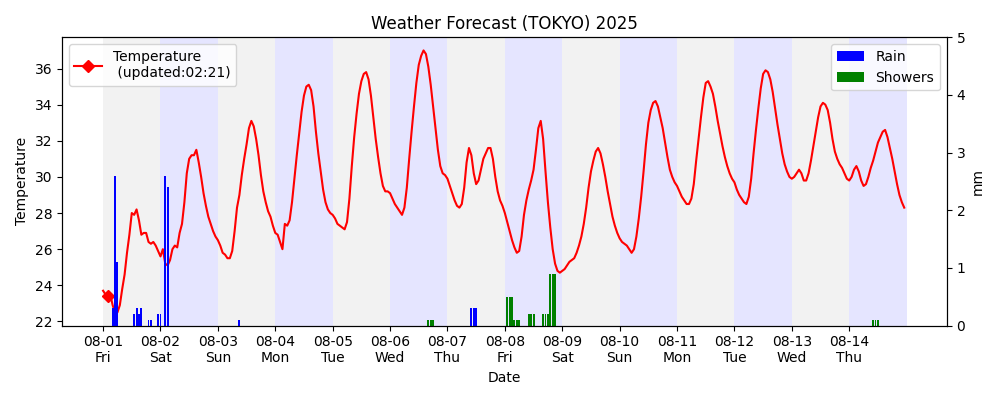 Weather Forecast (TOKYO) 2025
Temperature
(updated:02:21)
Rain
Showers
Temperature
36
34
32
30
28
26
24
22
5
4
3
2
1
0
mm
08-01 08-02 08-03 08-04 08-05 08-06 08-07 08-08 08-09 08-10 08-11 08-12 08-13 08-14
Fri Sat Sun Mon Tue Wed Thu Fri Sat Sun Mon Tue Wed Thu
Date